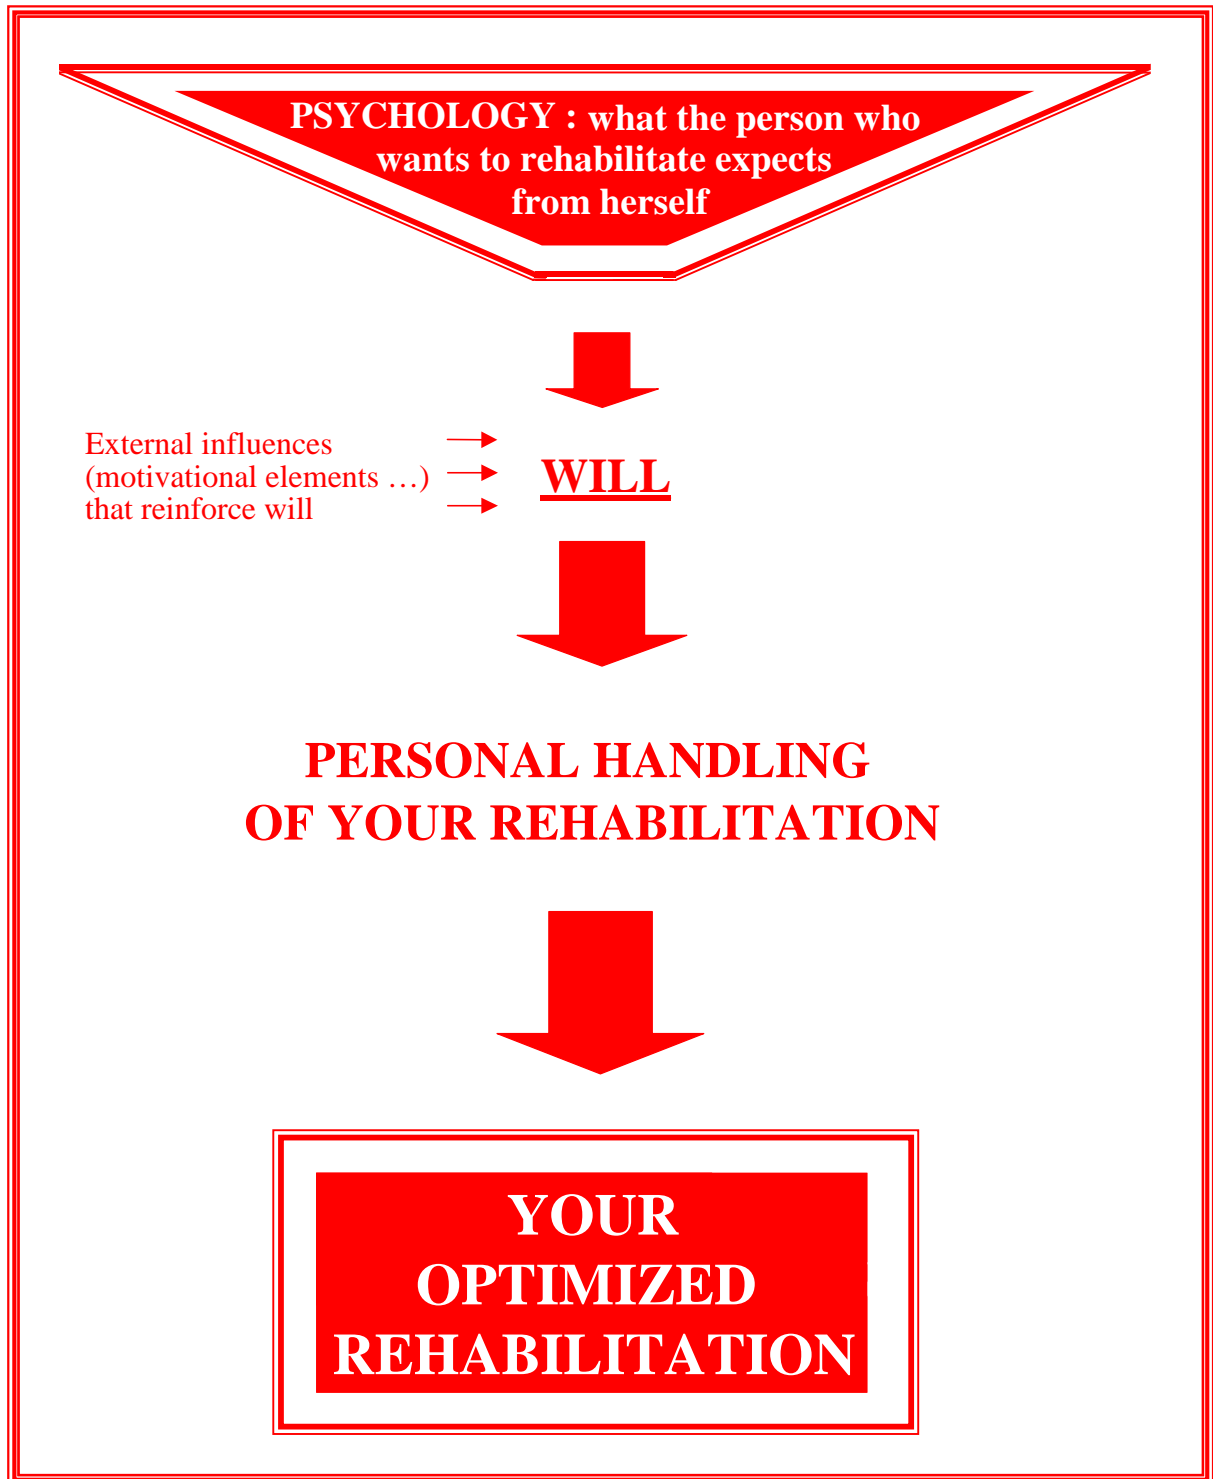 PSYCHOLOGY : what the person who
wants to rehabilitate expects
from herself
External influences
(motivational elements …)
that reinforce will
WILL
PERSONAL HANDLING
OF YOUR REHABILITATION
YOUR
OPTIMIZED
REHABILITATION